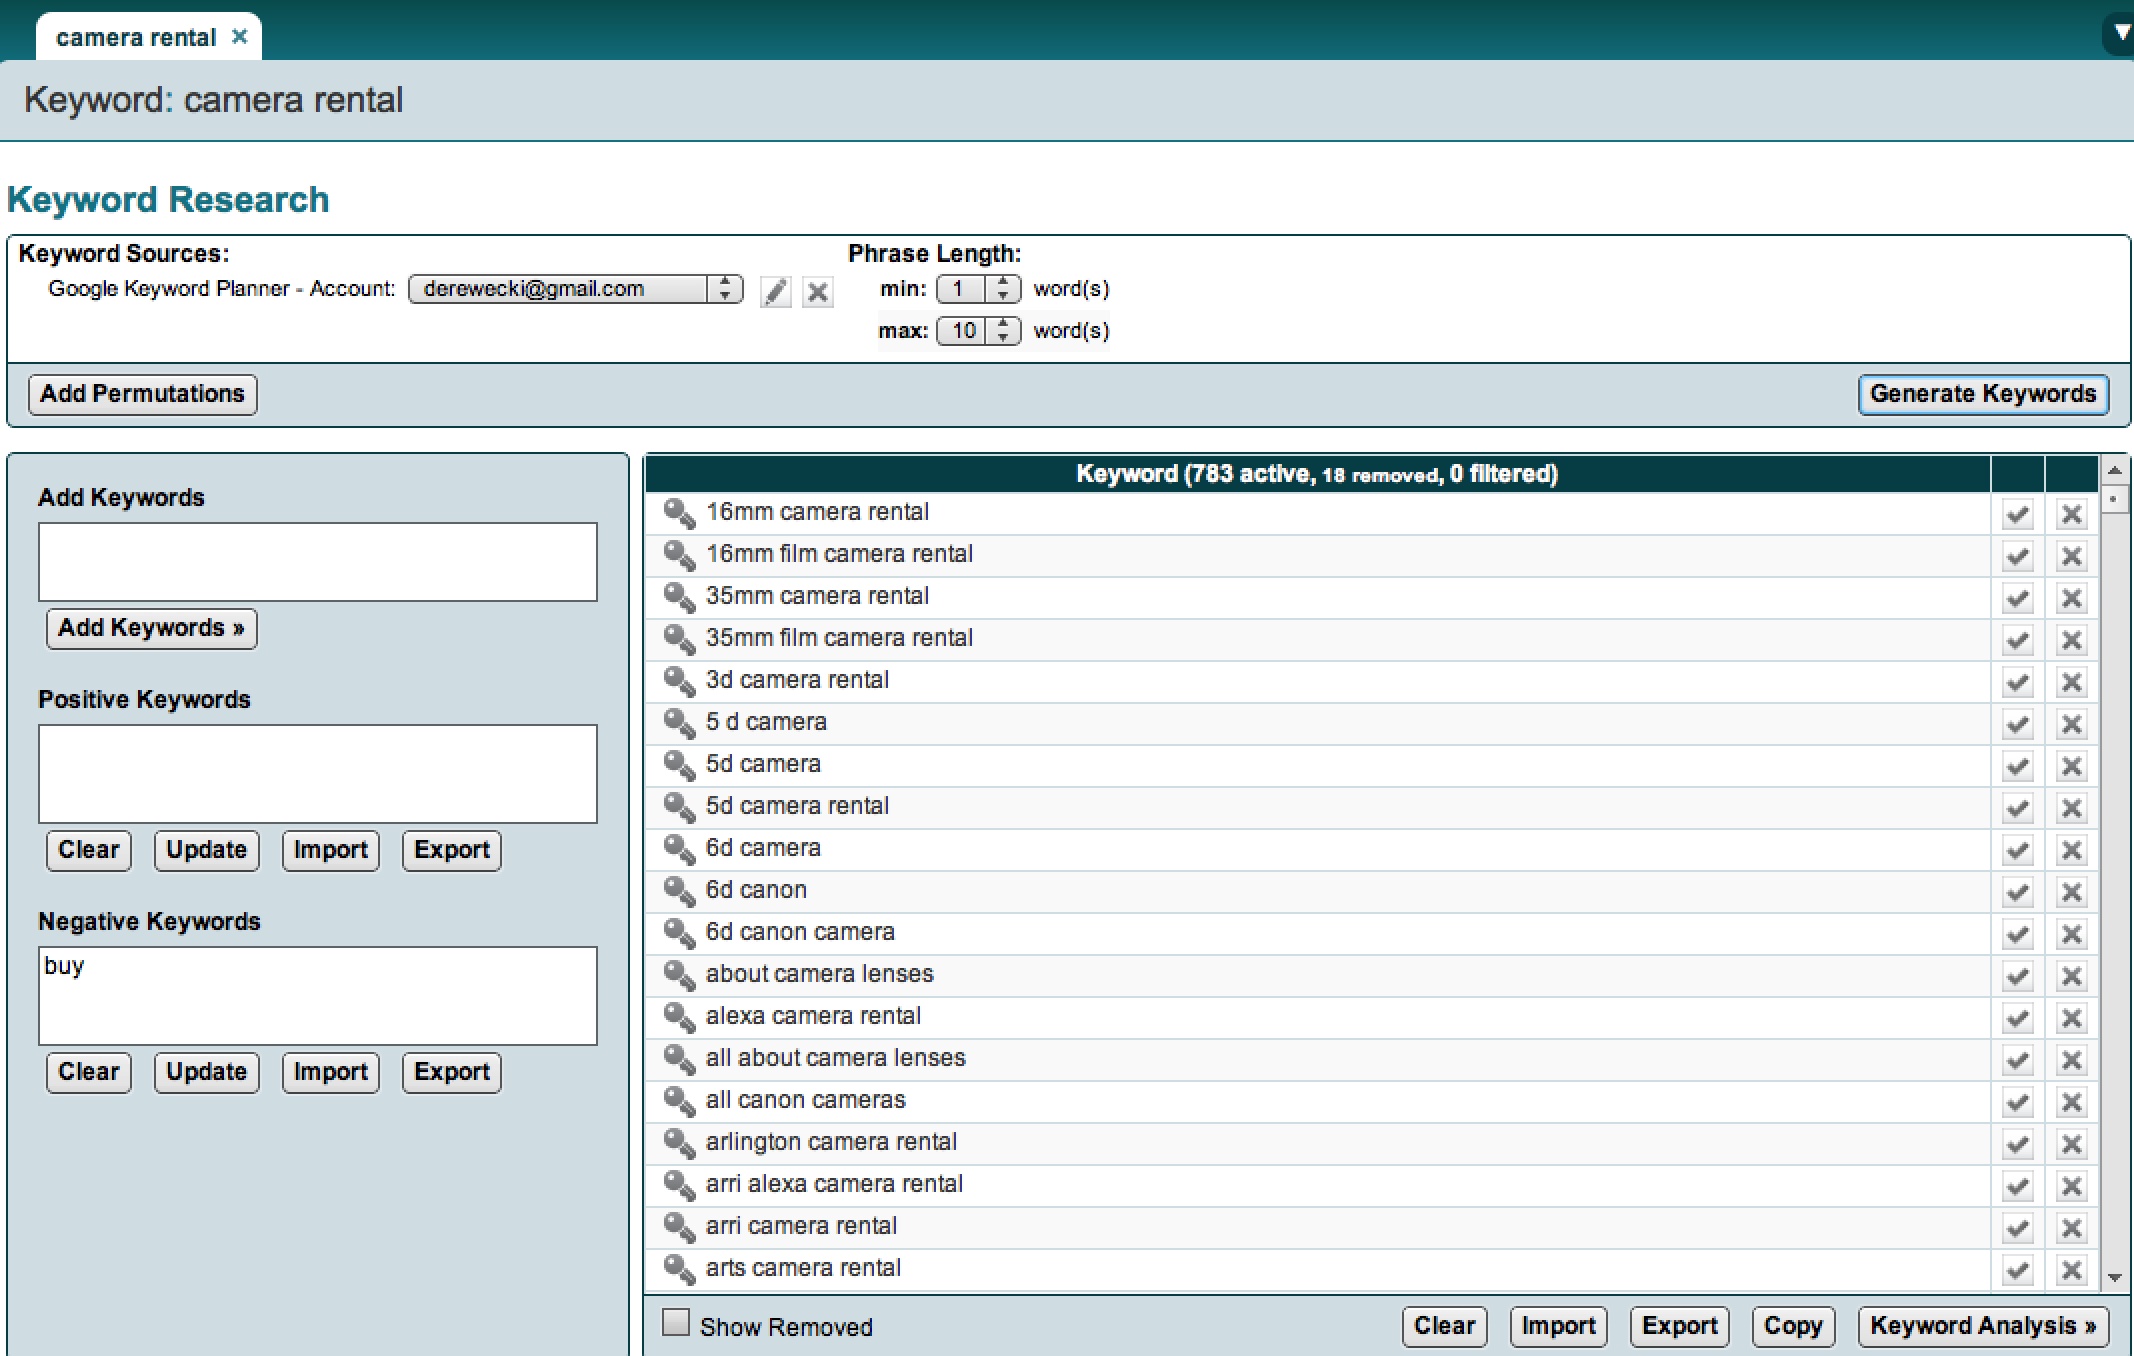 camera rental
Keyword: camera rental
Keyword Research
Keyword Sources:
Google Keyword Planner - Account: derewecki@gmail.com
Phrase Length:
min: 1 word(s)
max: 10 word(s)
Add Permutations
Generate Keywords
Add Keywords
Add Keywords »
Positive Keywords
Clear Update Import Export
Negative Keywords
buy
Clear Update Import Export
Keyword (783 active, 18 removed, 0 filtered)
16mm camera rental
16mm film camera rental
35mm camera rental
35mm film camera rental
3d camera rental
5 d camera
5d camera
5d camera rental
6d camera
6d canon
6d canon camera
about camera lenses
alexa camera rental
all about camera lenses
all canon cameras
arlington camera rental
arri alexa camera rental
arri camera rental
arts camera rental
Show Removed
Clear Import Export Copy Keyword Analysis »